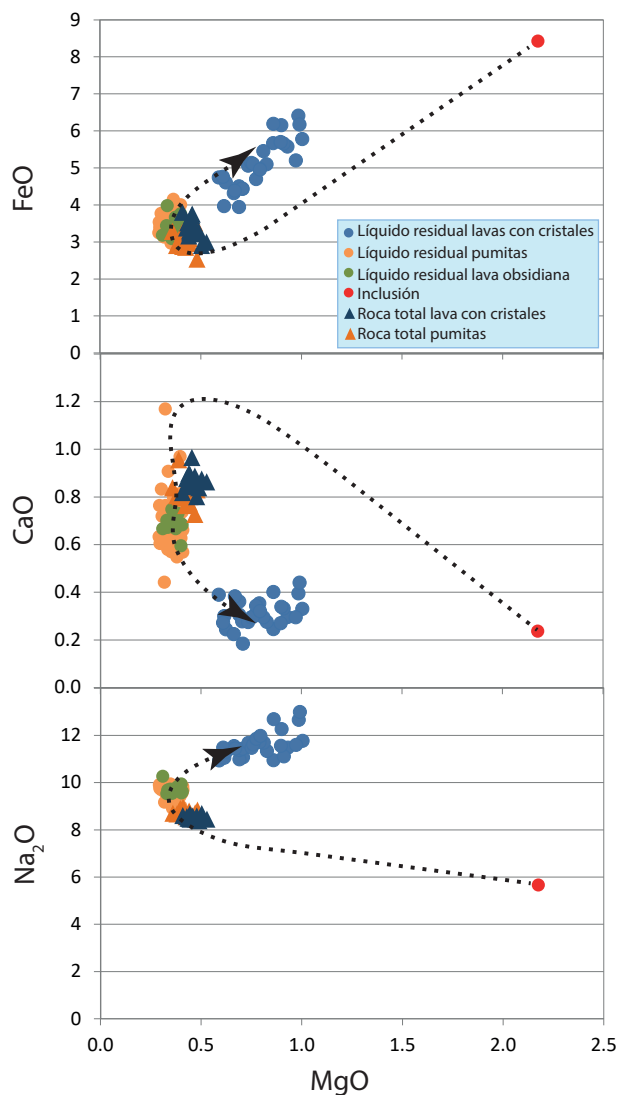 FeO
9
8
7
6
5
4
3
2
1
0
Líquido residual lavas con cristales
Líquido residual pumitas
Líquido residual lava obsidiana
Inclusión
Roca total lava con cristales
Roca total pumitas
CaO
1.2
1.0
0.8
0.6
0.4
0.2
0.0
Na₂O
12
10
8
6
4
2
0
0.0 0.5 1.0 1.5 2.0 2.5
MgO